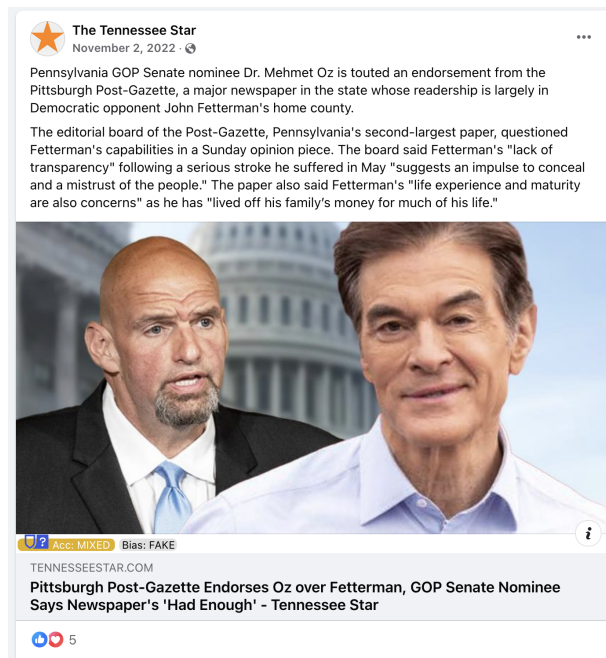 The Tennessee Star
November 2, 2022 ·
Pennsylvania GOP Senate nominee Dr. Mehmet Oz is touted an endorsement from the
Pittsburgh Post-Gazette, a major newspaper in the state whose readership is largely in
Democratic opponent John Fetterman's home county.
The editorial board of the Post-Gazette, Pennsylvania's second-largest paper, questioned
Fetterman's capabilities in a Sunday opinion piece. The board said Fetterman's "lack of
transparency" following a serious stroke he suffered in May "suggests an impulse to conceal
and a mistrust of the people." The paper also said Fetterman's "life experience and maturity
are also concerns" as he has "lived off his family's money for much of his life."
i
? Acc: MIXED Bias: FAKE
TENNESSEESTAR.COM
Pittsburgh Post-Gazette Endorses Oz over Fetterman, GOP Senate Nominee
Says Newspaper's 'Had Enough' - Tennessee Star
5